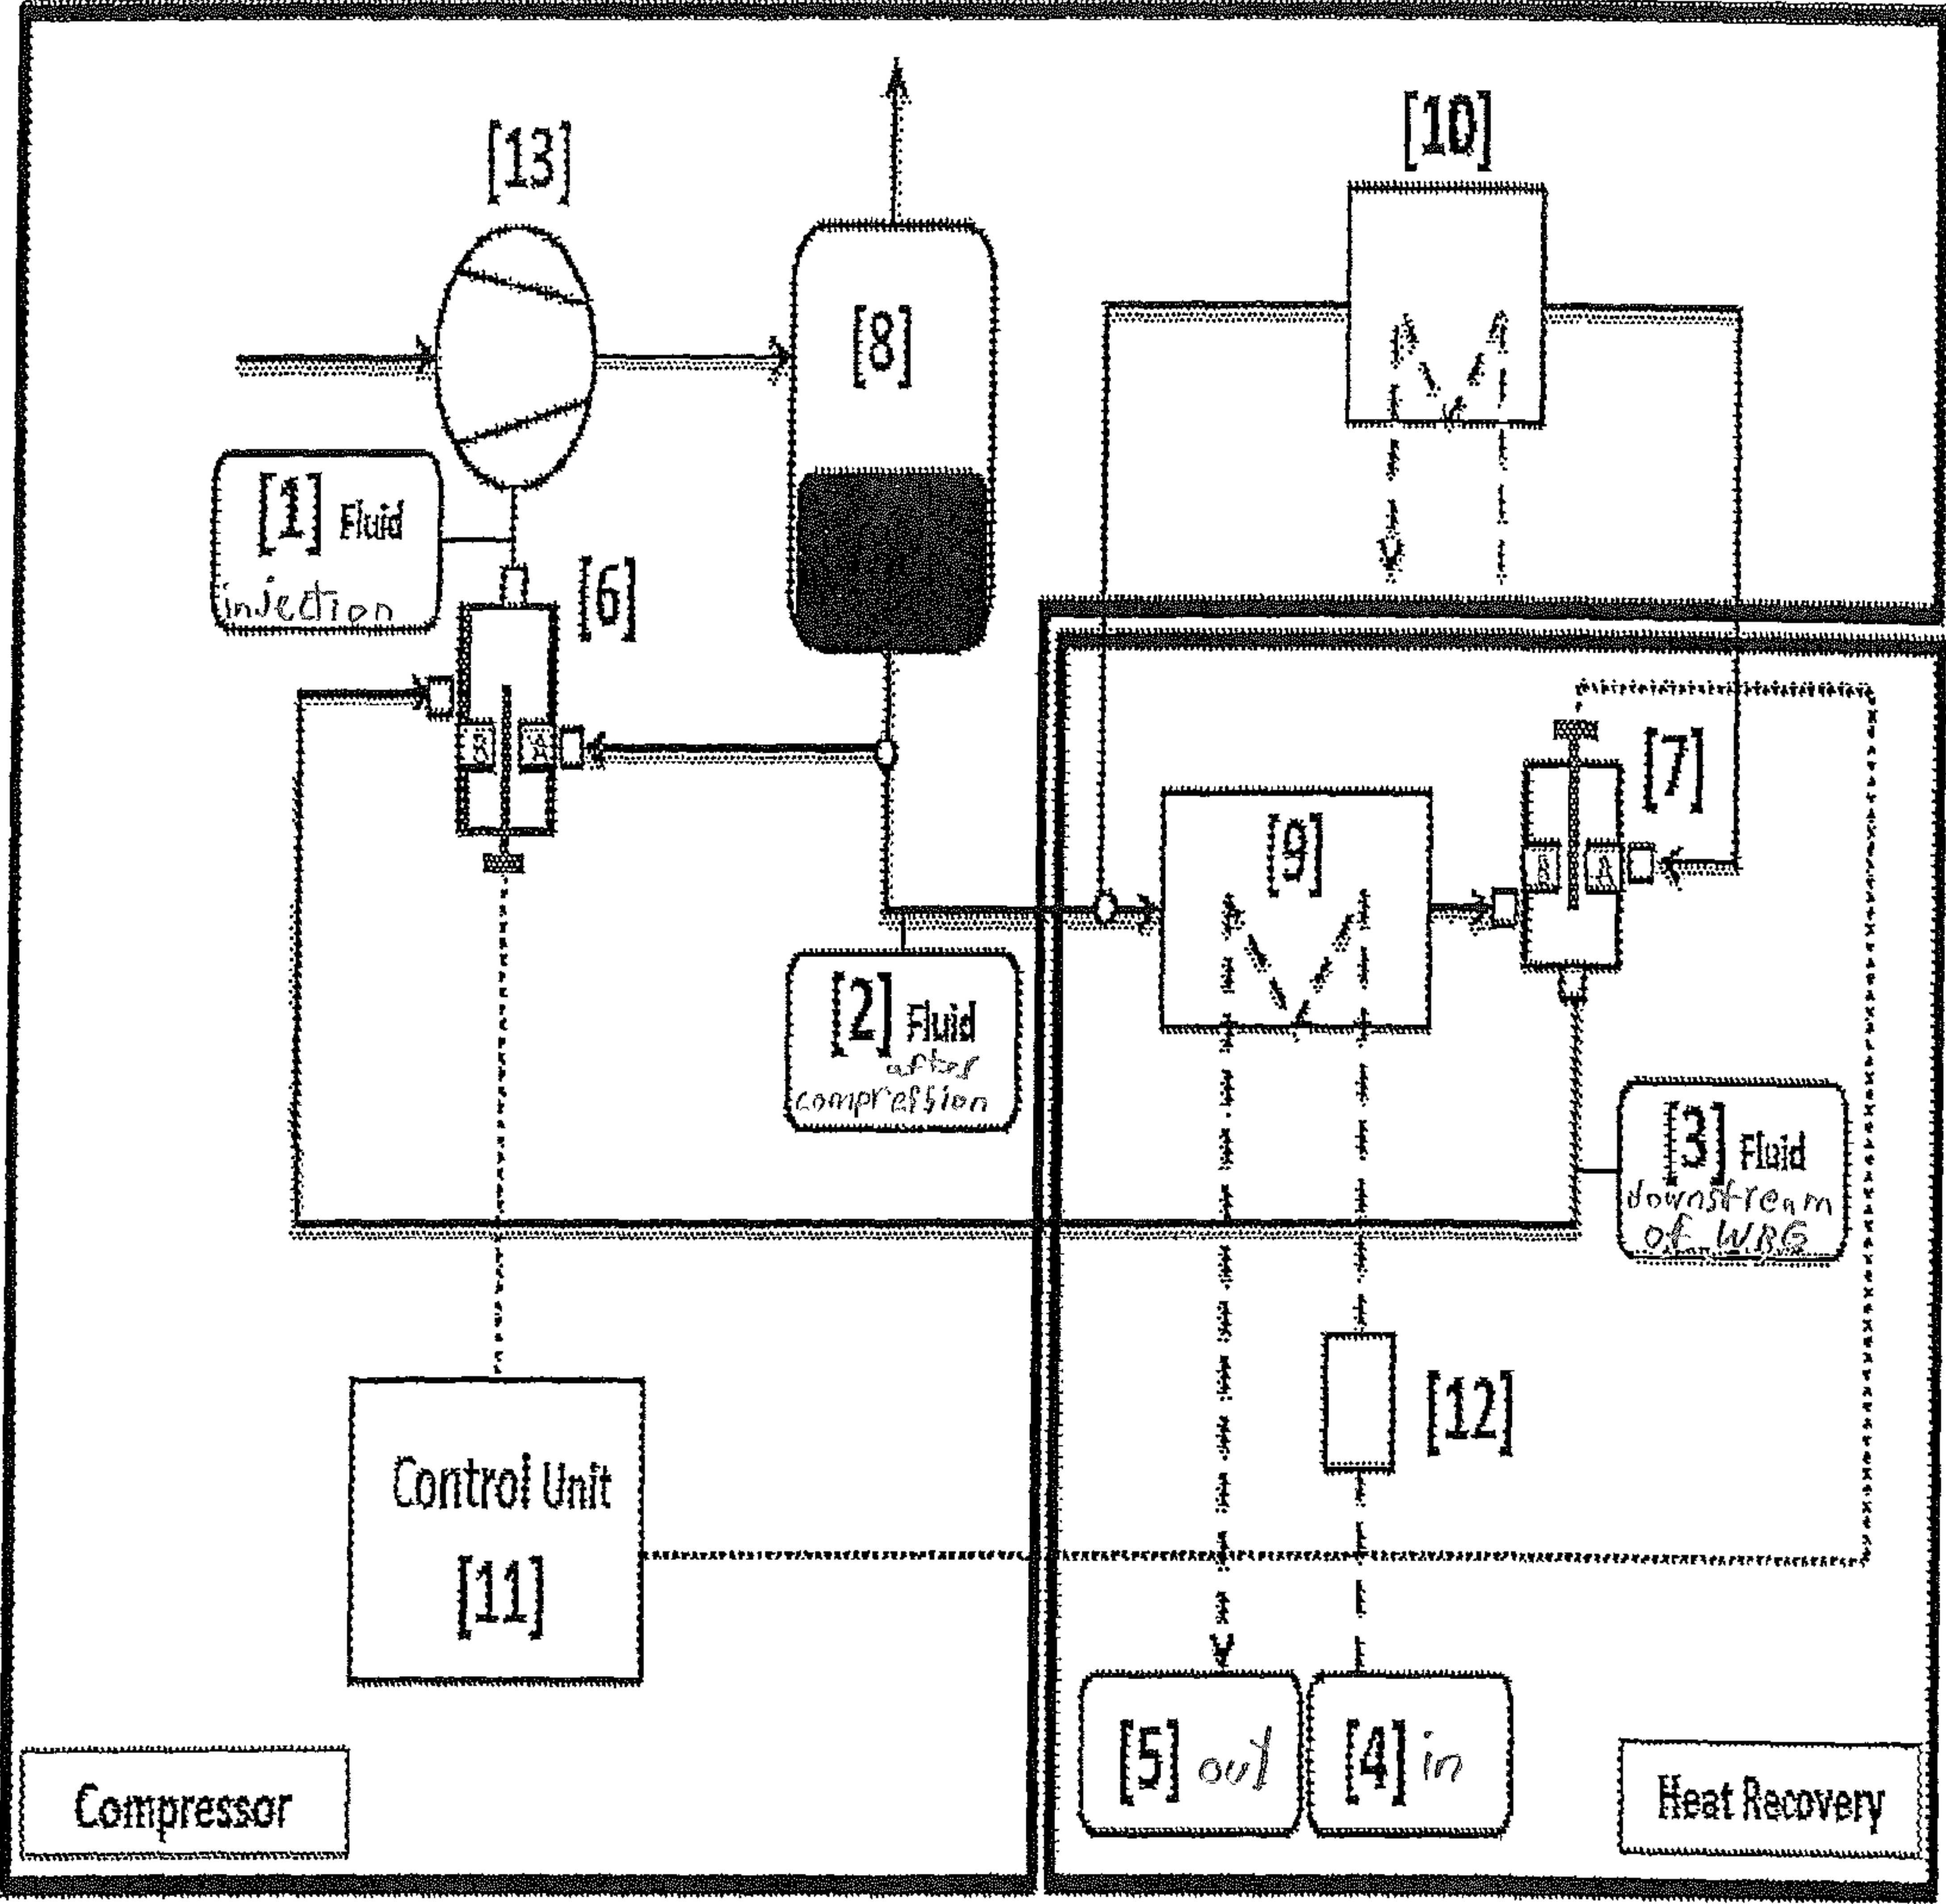 [13]
[10]
[8]
[1] Fluid
injection
[6]
B A
[7]
[9]
B A
[2] Fluid
after
compression
[3] Fluid
downstream
of WRG
[12]
Control Unit
[11]
[5] out
[4] in
Compressor
Heat Recovery